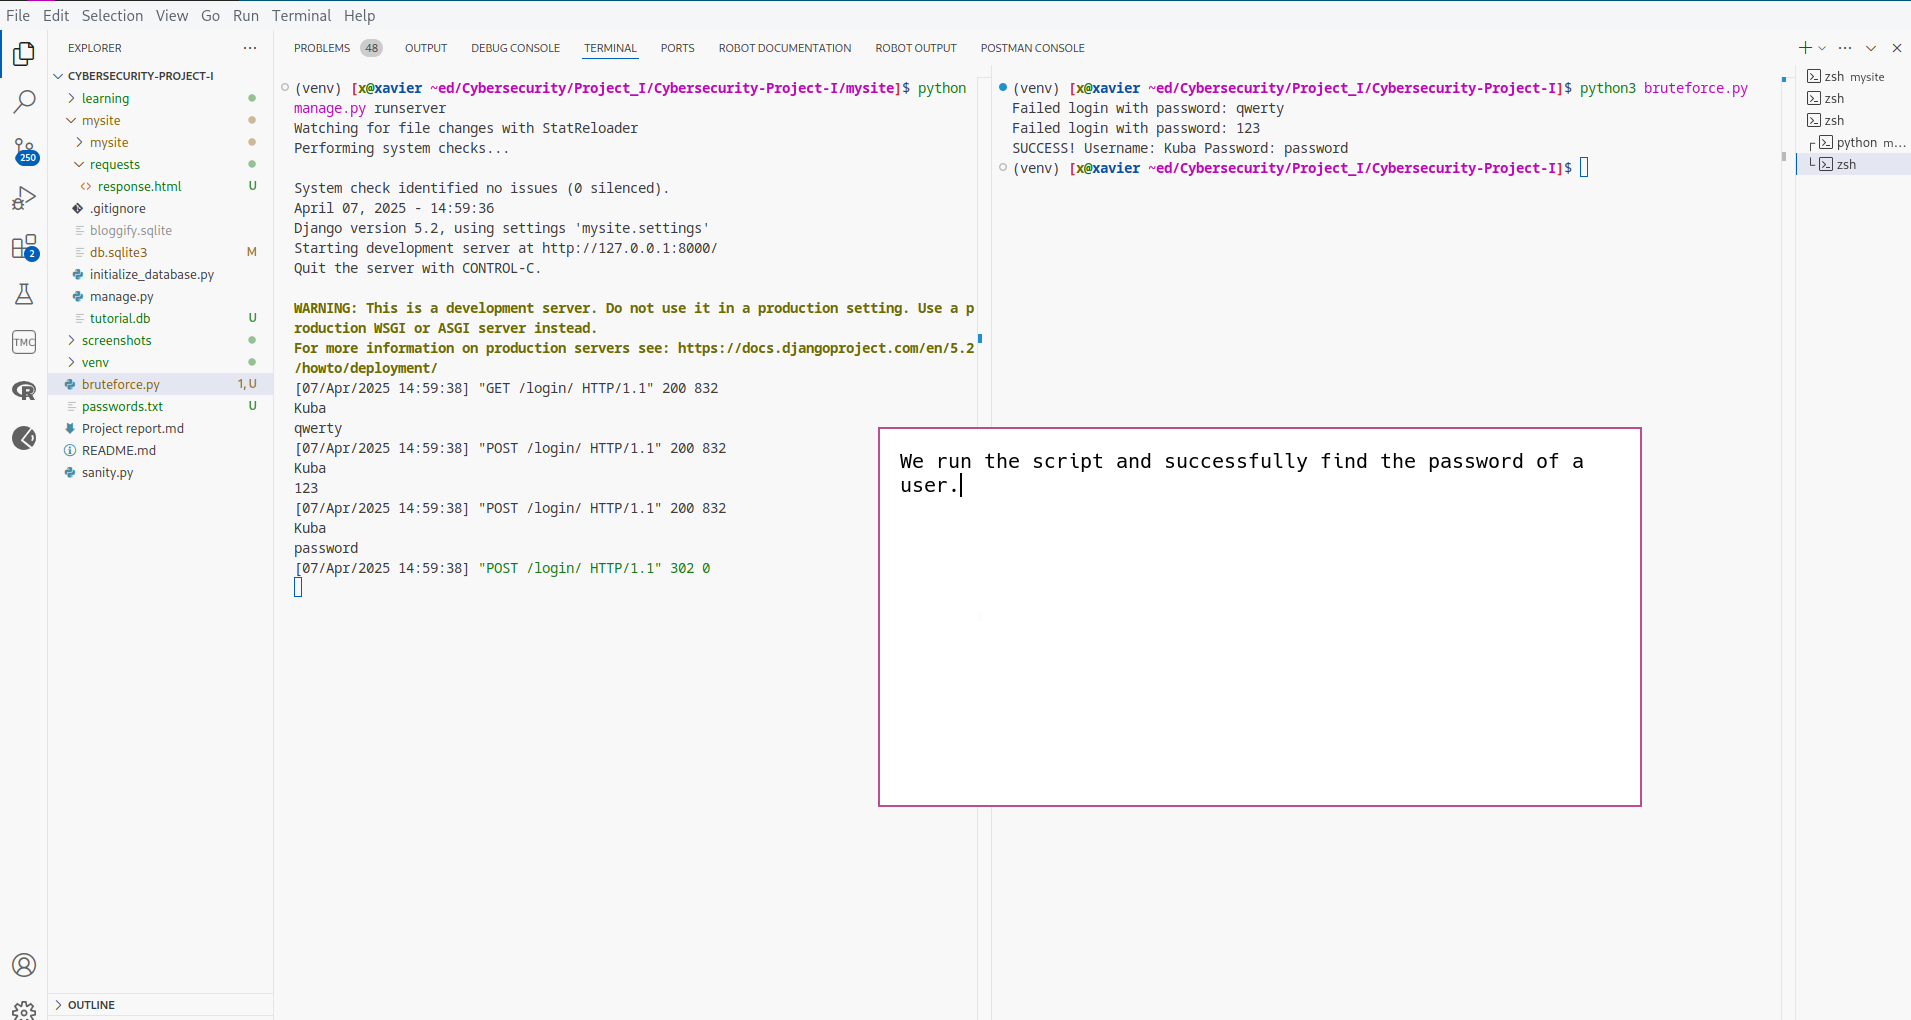 File Edit Selection View Go Run Terminal Help
EXPLORER ···
CYBERSECURITY-PROJECT-I
learning
mysite
mysite
requests
<> response.html U
.gitignore
bloggify.sqlite
db.sqlite3 M
initialize_database.py
manage.py
tutorial.db U
screenshots
venv
bruteforce.py 1, U
passwords.txt U
Project report.md
README.md
sanity.py
OUTLINE
250
2
TMC
R
PROBLEMS 48 OUTPUT DEBUG CONSOLE TERMINAL PORTS ROBOT DOCUMENTATION ROBOT OUTPUT POSTMAN CONSOLE
(venv) [x@xavier ~ed/Cybersecurity/Project_I/Cybersecurity-Project-I/mysite]$ python
manage.py runserver
Watching for file changes with StatReloader
Performing system checks...
System check identified no issues (0 silenced).
April 07, 2025 - 14:59:36
Django version 5.2, using settings 'mysite.settings'
Starting development server at http://127.0.0.1:8000/
Quit the server with CONTROL-C.
WARNING: This is a development server. Do not use it in a production setting. Use a p
roduction WSGI or ASGI server instead.
For more information on production servers see: https://docs.djangoproject.com/en/5.2
/howto/deployment/
[07/Apr/2025 14:59:38] "GET /login/ HTTP/1.1" 200 832
Kuba
qwerty
[07/Apr/2025 14:59:38] "POST /login/ HTTP/1.1" 200 832
Kuba
123
[07/Apr/2025 14:59:38] "POST /login/ HTTP/1.1" 200 832
Kuba
password
[07/Apr/2025 14:59:38] "POST /login/ HTTP/1.1" 302 0
(venv) [x@xavier ~ed/Cybersecurity/Project_I/Cybersecurity-Project-I]$ python3 bruteforce.py
Failed login with password: qwerty
Failed login with password: 123
SUCCESS! Username: Kuba Password: password
(venv) [x@xavier ~ed/Cybersecurity/Project_I/Cybersecurity-Project-I]$
We run the script and successfully find the password of a
user.
zsh mysite
zsh
zsh
python m...
zsh